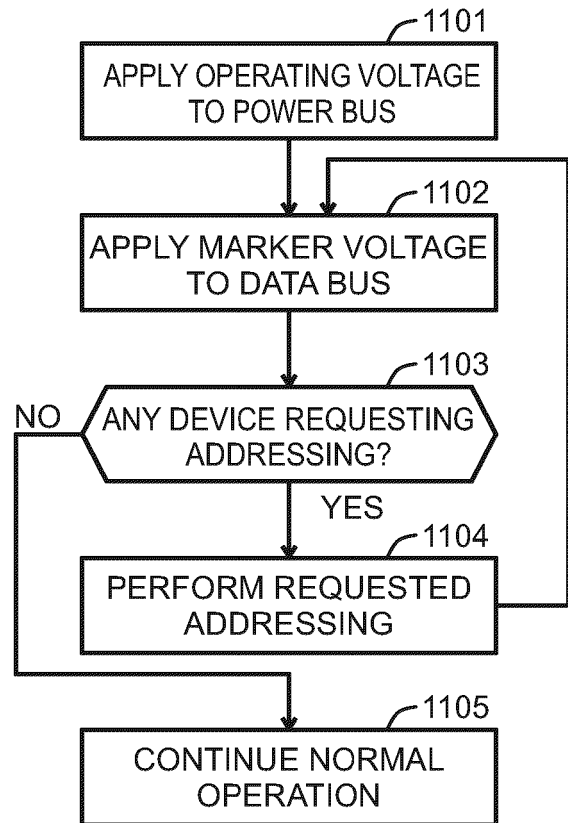 1101
APPLY OPERATING VOLTAGE
TO POWER BUS
1102
APPLY MARKER VOLTAGE
TO DATA BUS
1103
NO
ANY DEVICE REQUESTING
ADDRESSING?
YES
1104
PERFORM REQUESTED
ADDRESSING
1105
CONTINUE NORMAL
OPERATION